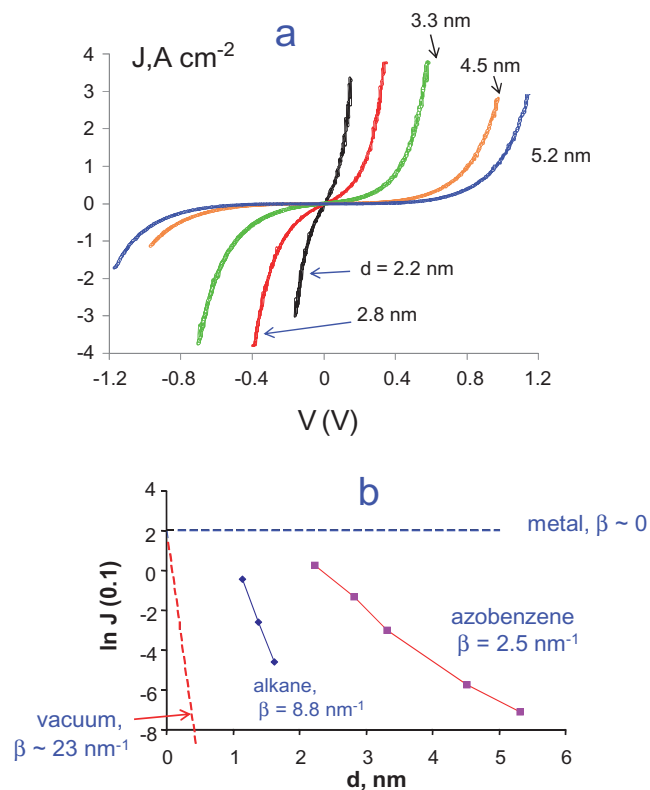 a
J,A cm-2
3.3 nm
4.5 nm
5.2 nm
d = 2.2 nm
2.8 nm
4
3
2
1
0
-1
-2
-3
-4
-1.2 -0.8 -0.4 0 0.4 0.8 1.2
V (V)
b
ln J (0.1)
4
2
0
-2
-4
-6
-8
metal, β ~ 0
azobenzene
β = 2.5 nm-1
alkane,
β = 8.8 nm-1
vacuum,
β ~ 23 nm-1
0 1 2 3 4 5 6
d, nm